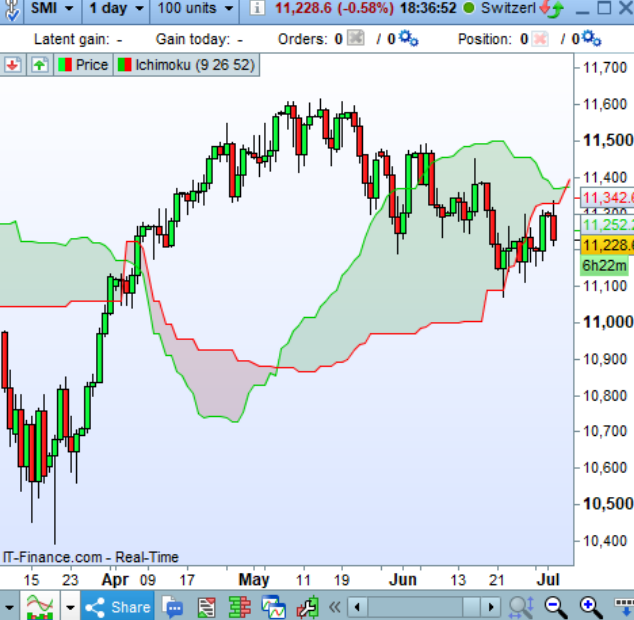 SMI 1 day 100 units 11,228.6 (-0.58%) 18:36:52 Switzerl
Latent gain: - Gain today: - Orders: 0 / 0 Position: 0 / 0
Price Ichimoku (9 26 52)
11,700
11,600
11,500
11,400
11,342.6
11,252.2
11,228.6
6h22m
11,100
11,000
10,900
10,800
10,700
10,600
10,500
10,400
IT-Finance.com - Real-Time
15 23 Apr 09 17 May 11 19 Jun 13 21 Jul
Share